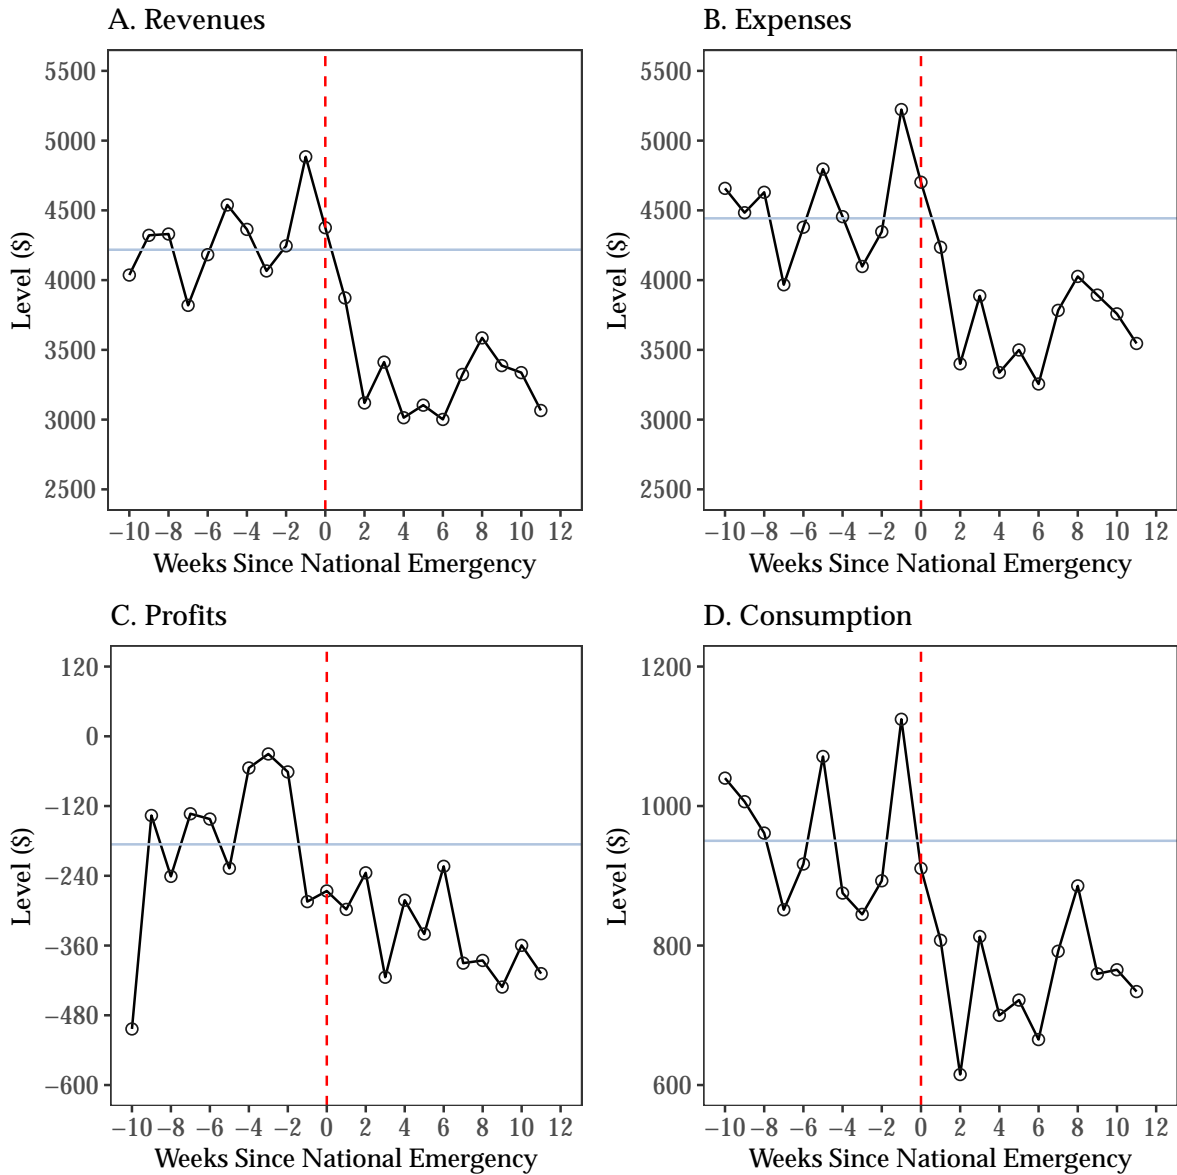 A. Revenues
5500
5000
4500
4000
3500
3000
2500
Level ($)
−10 −8 −6 −4 −2 0 2 4 6 8 10 12
Weeks Since National Emergency
B. Expenses
5500
5000
4500
4000
3500
3000
2500
Level ($)
−10 −8 −6 −4 −2 0 2 4 6 8 10 12
Weeks Since National Emergency
C. Profits
120
0
−120
−240
−360
−480
−600
Level ($)
−10 −8 −6 −4 −2 0 2 4 6 8 10 12
Weeks Since National Emergency
D. Consumption
1200
1000
800
600
Level ($)
−10 −8 −6 −4 −2 0 2 4 6 8 10 12
Weeks Since National Emergency